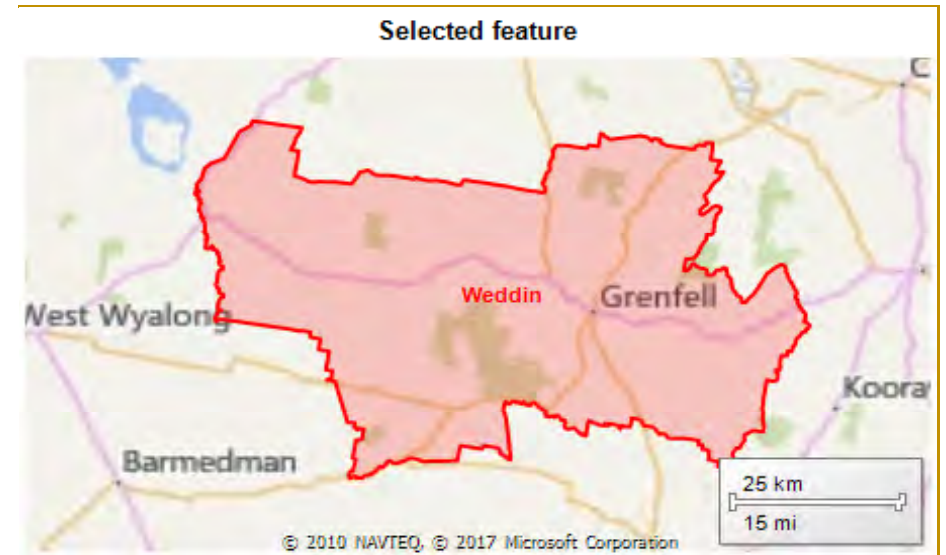 Selected feature
C
Weddin
Grenfell
West Wyalong
Koora
Barmedman
25 km
15 mi
© 2010 NAVTEQ, © 2017 Microsoft Corporation